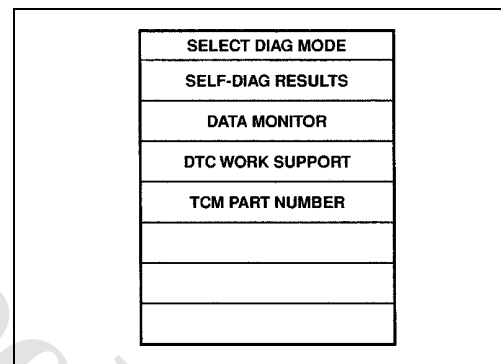 SELECT DIAG MODE
SELF-DIAG RESULTS
DATA MONITOR
DTC WORK SUPPORT
TCM PART NUMBER